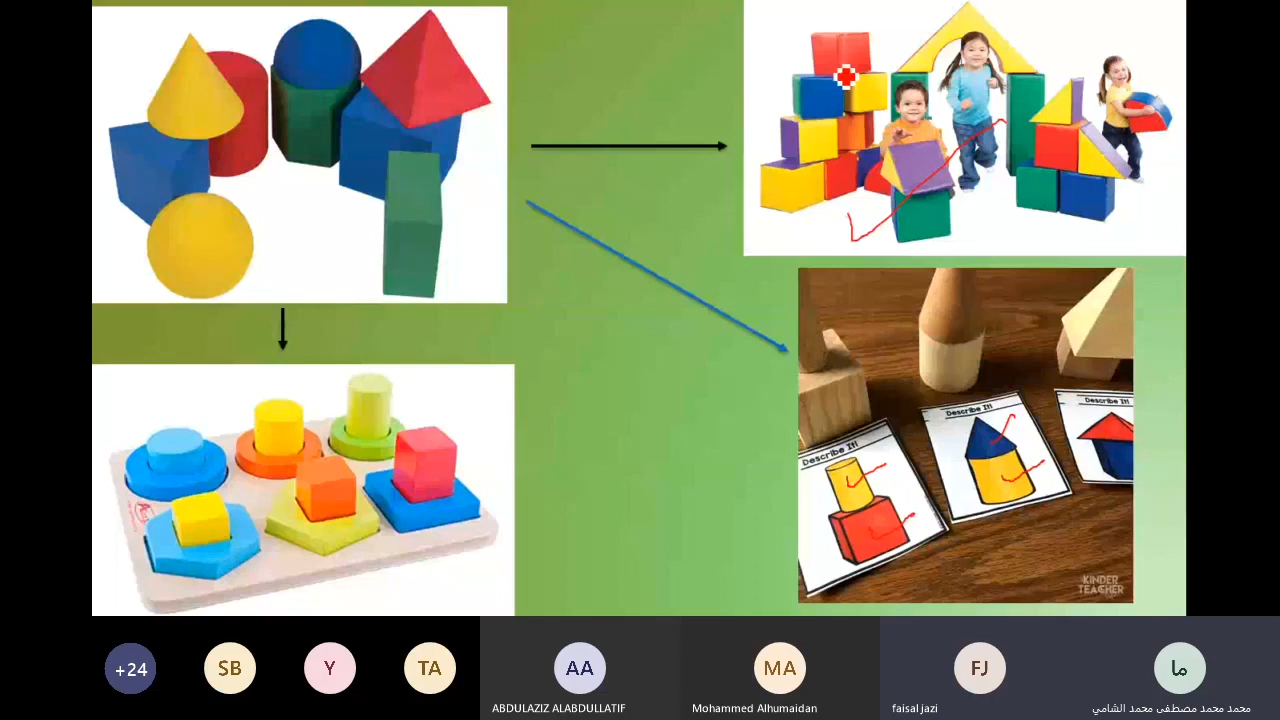 Describe It!
Describe It!
Describe It!
KINDER
TEACHER
+24
SB
Y
TA
AA
MA
FJ
ما
ABDULAZIZ ALABDULLATIF
Mohammed Alhumaidan
faisal jazi
محمد محمد مصطفى محمد الشامي